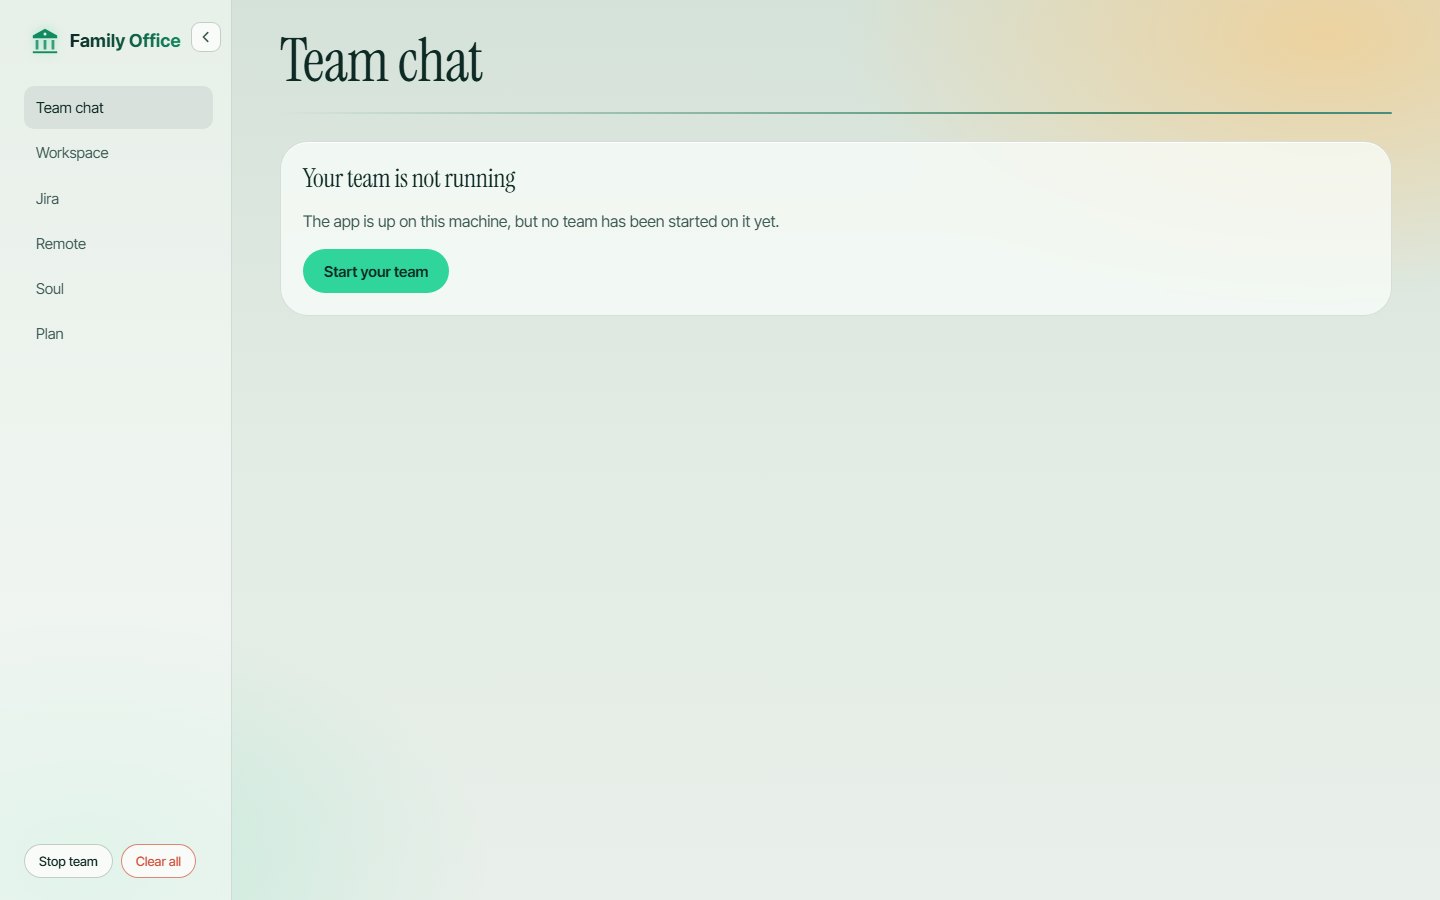 Family Office
Team chat
Workspace
Jira
Remote
Soul
Plan
Stop team
Clear all
Team chat
Your team is not running
The app is up on this machine, but no team has been started on it yet.
Start your team